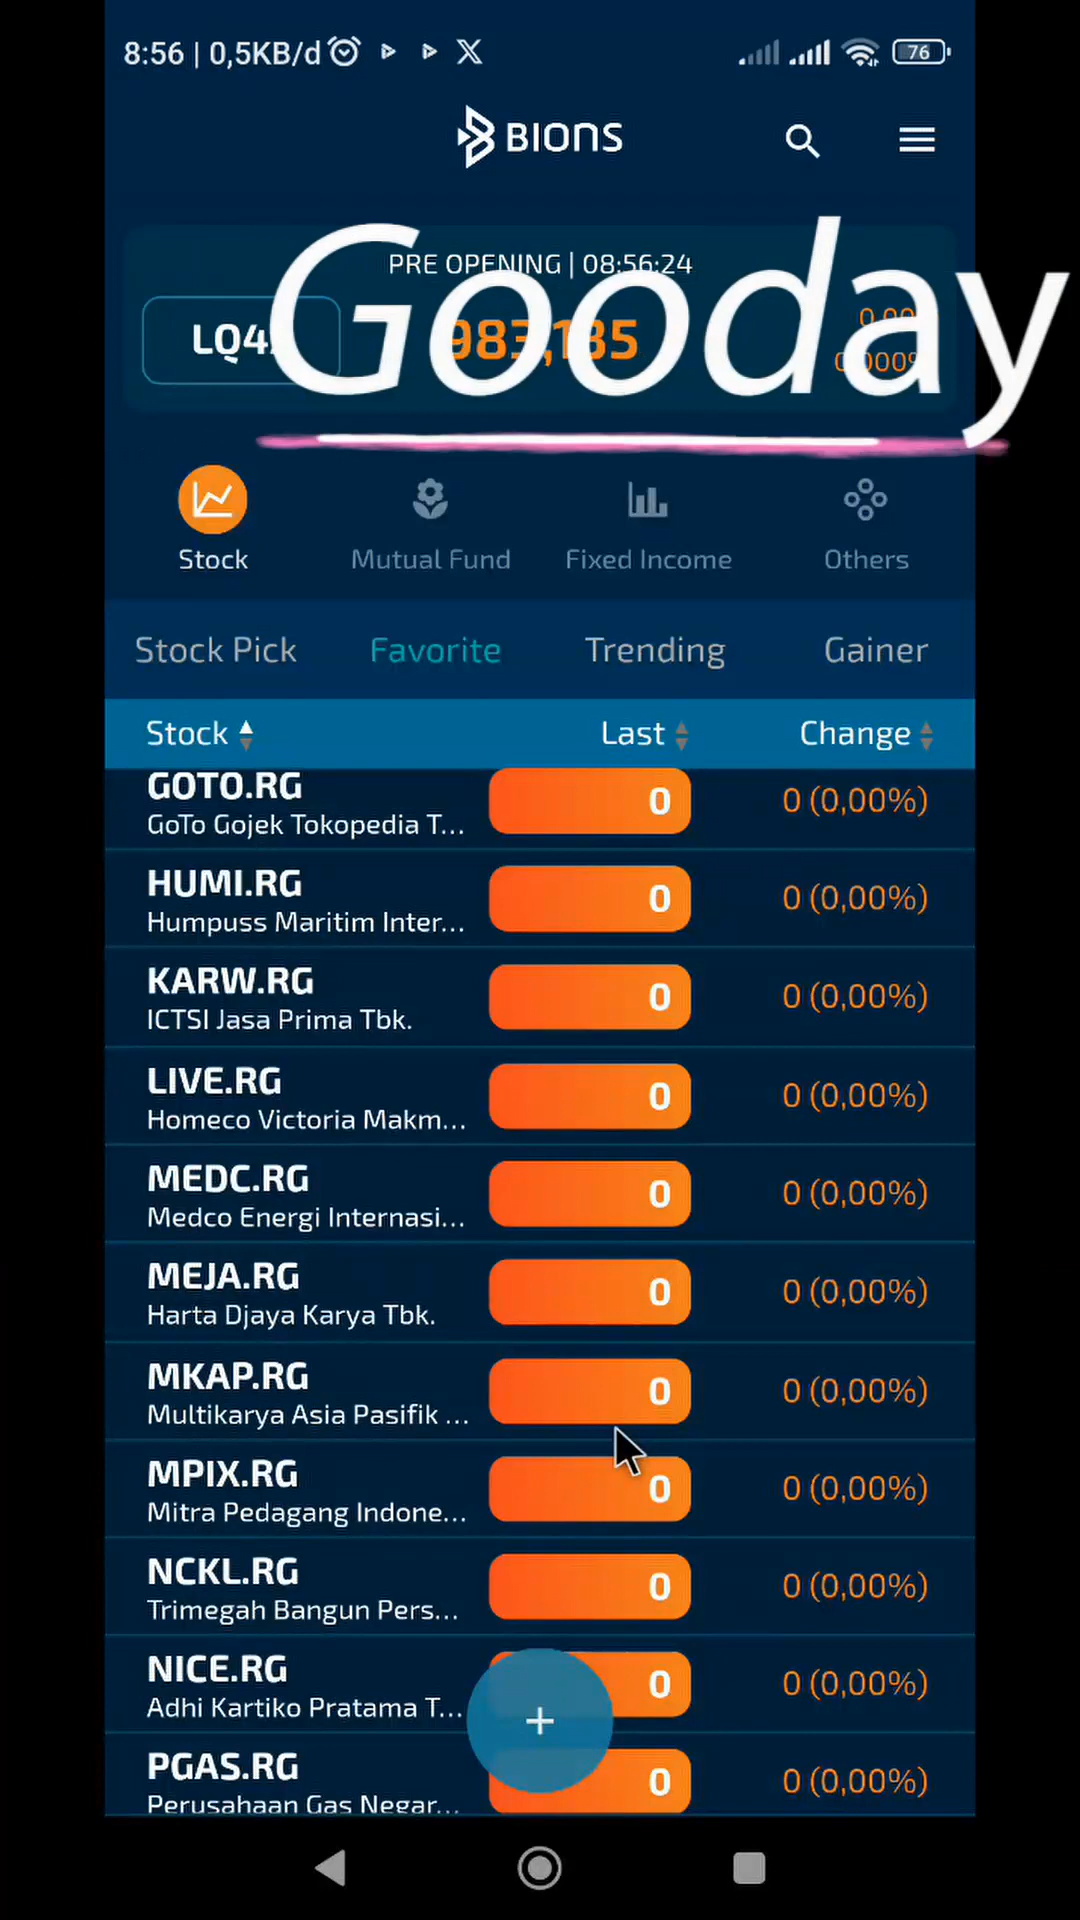 8:56 | 0,5KB/d
76
BIONS
Gooday
PRE OPENING | 08:56:24
983,135
Stock
Mutual Fund
Fixed Income
Others
Stock Pick
Favorite
Trending
Gainer
Stock
Last
Change
GOTO.RG
GoTo Gojek Tokopedia T...
0
0 (0,00%)
HUMI.RG
Humpuss Maritim Inter...
0
0 (0,00%)
KARW.RG
ICTSI Jasa Prima Tbk.
0
0 (0,00%)
LIVE.RG
Homeco Victoria Makm...
0
0 (0,00%)
MEDC.RG
Medco Energi Internasi...
0
0 (0,00%)
MEJA.RG
Harta Djaya Karya Tbk.
0
0 (0,00%)
MKAP.RG
Multikarya Asia Pasifik ...
0
0 (0,00%)
MPIX.RG
Mitra Pedagang Indone...
0
0 (0,00%)
NCKL.RG
Trimegah Bangun Pers...
0
0 (0,00%)
NICE.RG
Adhi Kartiko Pratama T...
0
0 (0,00%)
PGAS.RG
Perusahaan Gas Negar...
0
0 (0,00%)